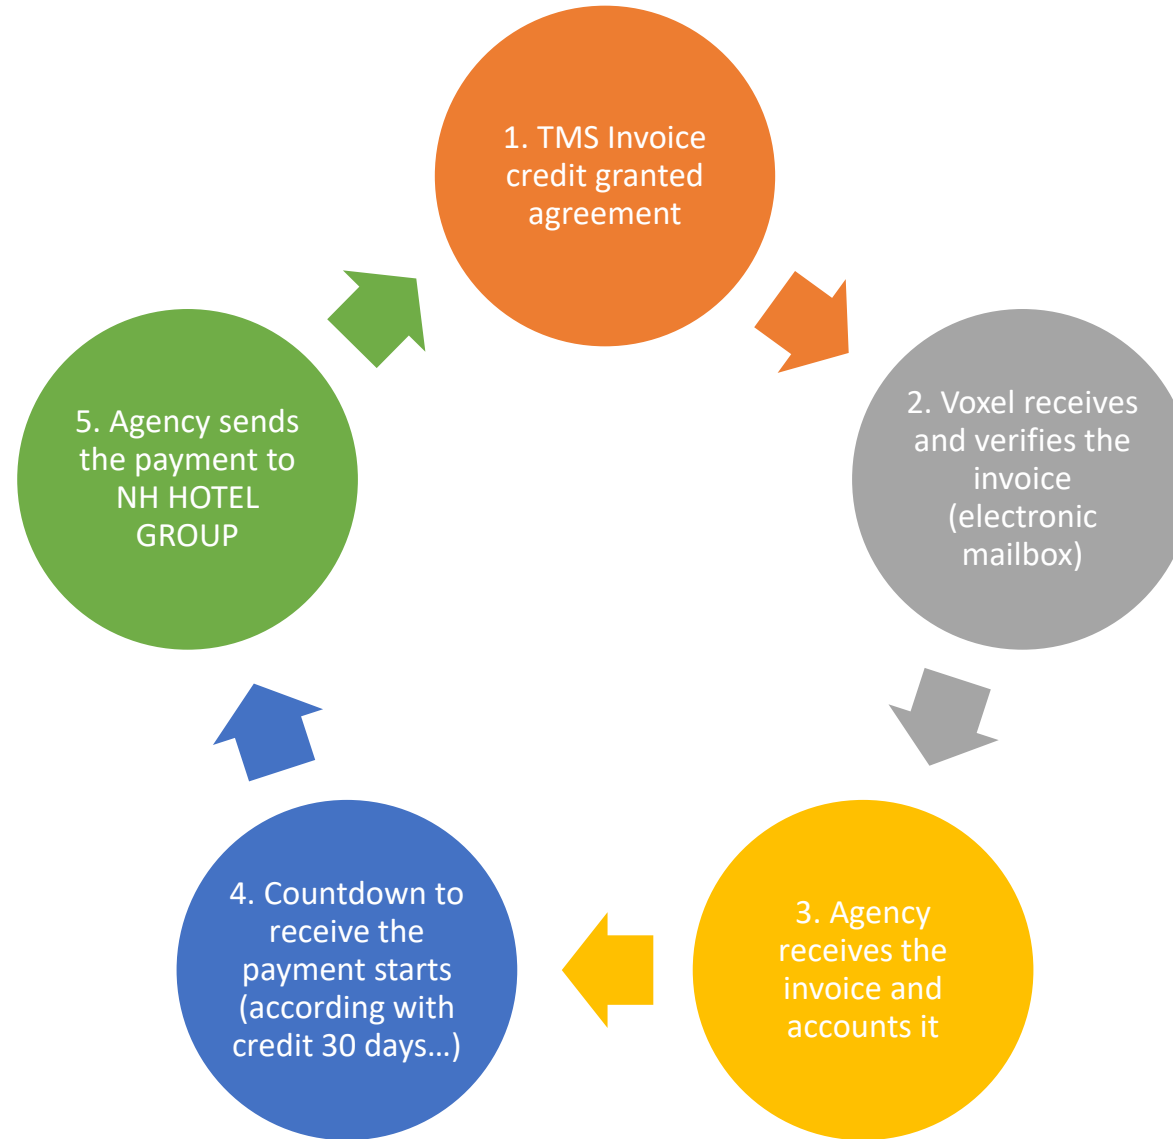 1. TMS Invoice
credit granted
agreement
2. Voxel receives
and verifies the
invoice
(electronic
mailbox)
3. Agency
receives the
invoice and
accounts it
4. Countdown to
receive the
payment starts
(according with
credit 30 days...)
5. Agency sends
the payment to
NH HOTEL
GROUP